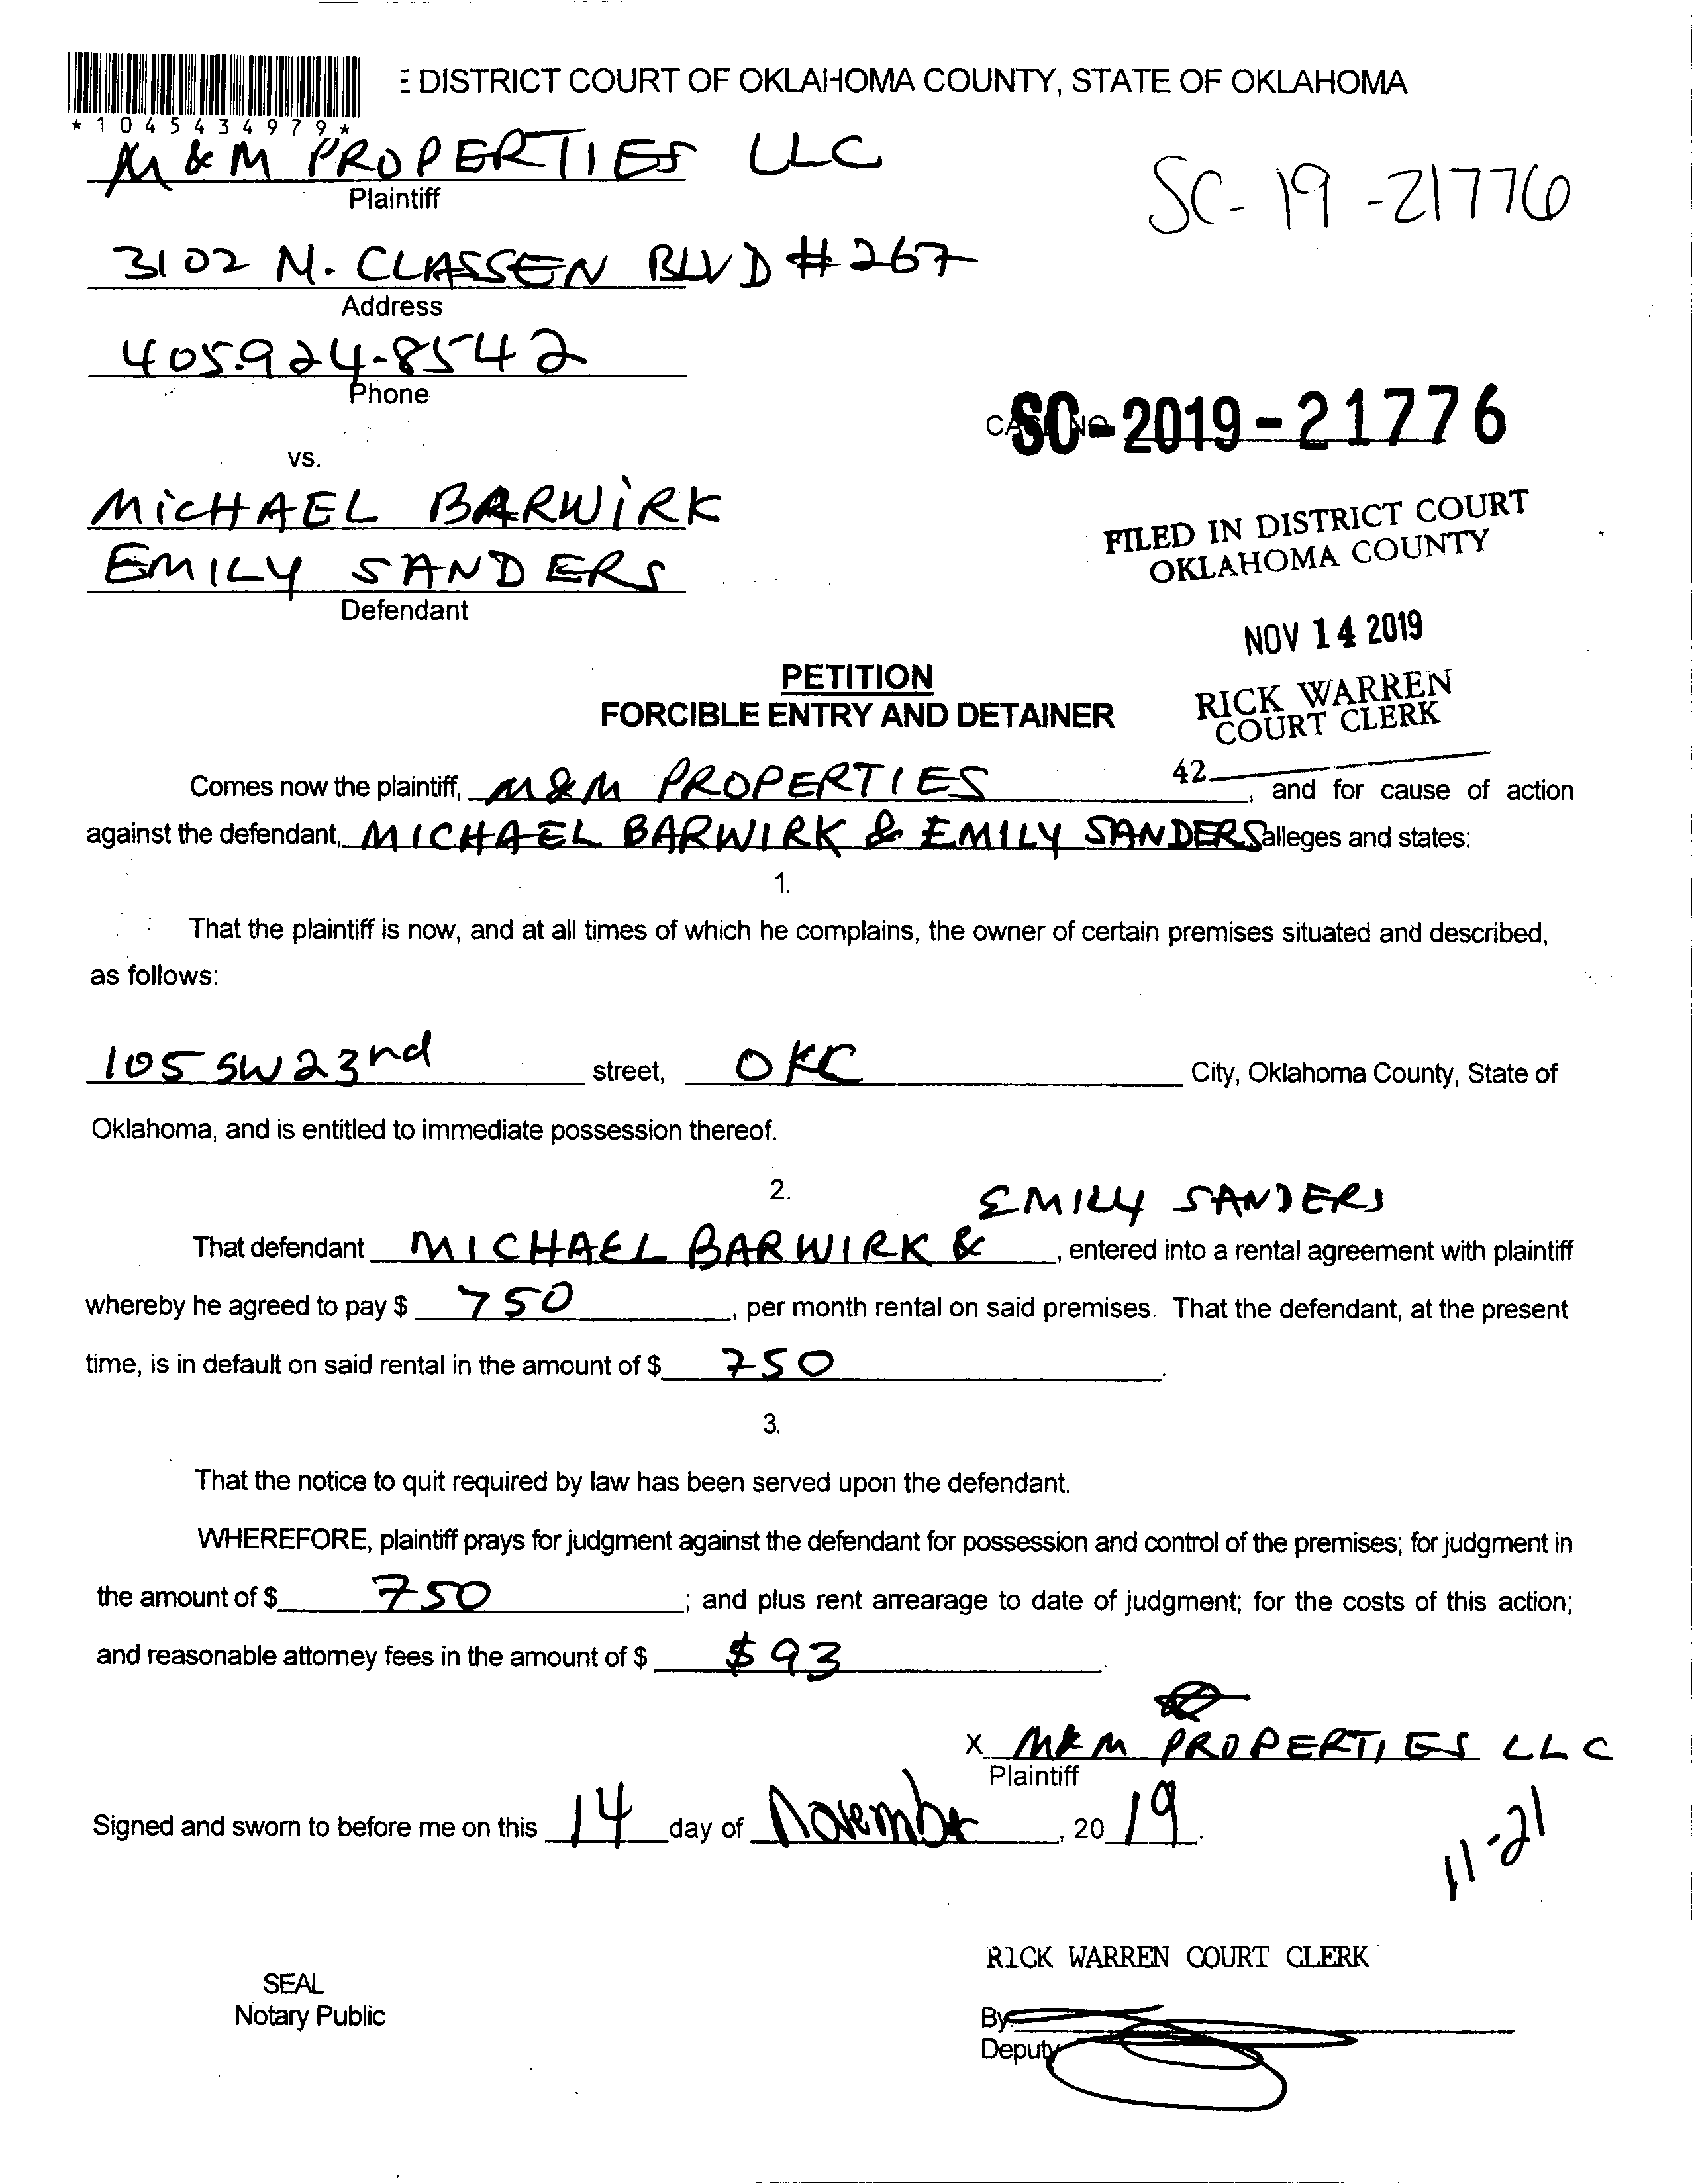 E DISTRICT COURT OF OKLAHOMA COUNTY, STATE OF OKLAHOMA
*1045434979*
M & M PROPERTIES LLC
Plaintiff
SC-19-21776
3102 N. CLASSEN BLVD #267
Address
405.924-8542
Phone
CASE NO. SC-2019-21776
vs.
MICHAEL BARWIRK
EMILY SANDERS
Defendant
FILED IN DISTRICT COURT
OKLAHOMA COUNTY
NOV 14 2019
RICK WARREN
COURT CLERK
42
PETITION
FORCIBLE ENTRY AND DETAINER
Comes now the plaintiff, M&M PROPERTIES, and for cause of action
against the defendant, MICHAEL BARWIRK & EMILY SANDERS alleges and states:
1.
That the plaintiff is now, and at all times of which he complains, the owner of certain premises situated and described,
as follows:
105 SW 23nd street, OKC City, Oklahoma County, State of
Oklahoma, and is entitled to immediate possession thereof.
2.
EMILY SANDERS
That defendant MICHAEL BARWIRK &, entered into a rental agreement with plaintiff
whereby he agreed to pay $ 750, per month rental on said premises. That the defendant, at the present
time, is in default on said rental in the amount of $ 750.
3.
That the notice to quit required by law has been served upon the defendant.
WHEREFORE, plaintiff prays for judgment against the defendant for possession and control of the premises; for judgment in
the amount of $ 750; and plus rent arrearage to date of judgment; for the costs of this action;
and reasonable attorney fees in the amount of $ $93.
X M&M PROPERTIES LLC
Plaintiff
Signed and sworn to before me on this 14 day of November, 20 19.
11-21
RICK WARREN COURT CLERK
SEAL
Notary Public
By:
Deputy